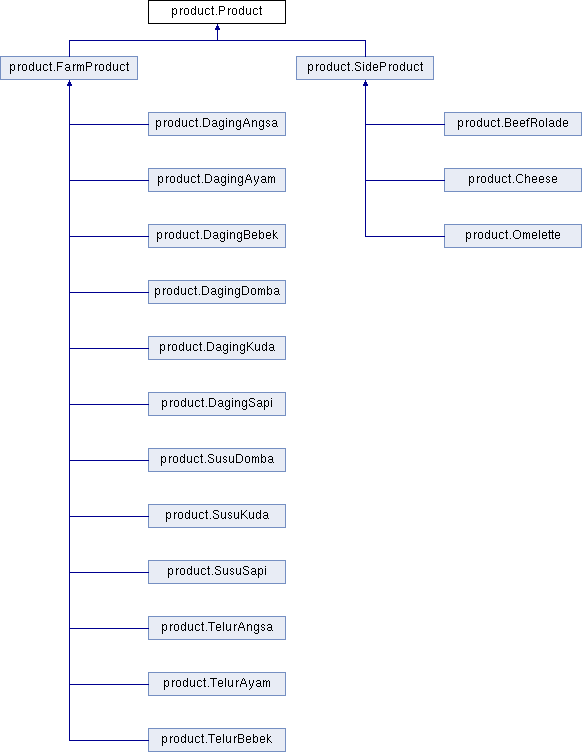 product.Product
product.FarmProduct
product.SideProduct
product.DagingAngsa
product.BeefRolade
product.DagingAyam
product.Cheese
product.DagingBebek
product.Omelette
product.DagingDomba
product.DagingKuda
product.DagingSapi
product.SusuDomba
product.SusuKuda
product.SusuSapi
product.TelurAngsa
product.TelurAyam
product.TelurBebek